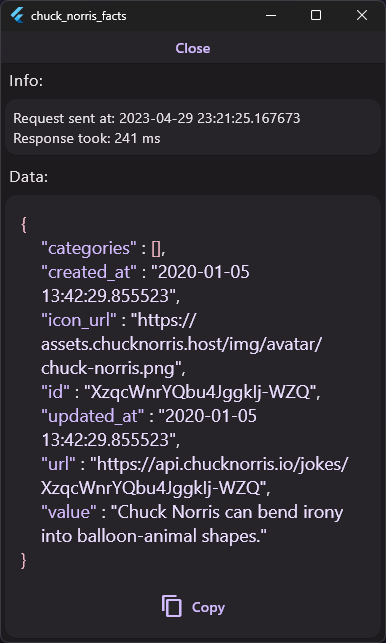 chuck_norris_facts
Close
Info:
Request sent at: 2023-04-29 23:21:25.167673
Response took: 241 ms
Data:
{
"categories" : [],
"created_at" : "2020-01-05
13:42:29.855523",
"icon_url" : "https://
assets.chucknorris.host/img/avatar/
chuck-norris.png",
"id" : "XzqcWnrYQbu4JggkIj-WZQ",
"updated_at" : "2020-01-05
13:42:29.855523",
"url" : "https://api.chucknorris.io/jokes/
XzqcWnrYQbu4JggkIj-WZQ",
"value" : "Chuck Norris can bend irony
into balloon-animal shapes."
}
Copy